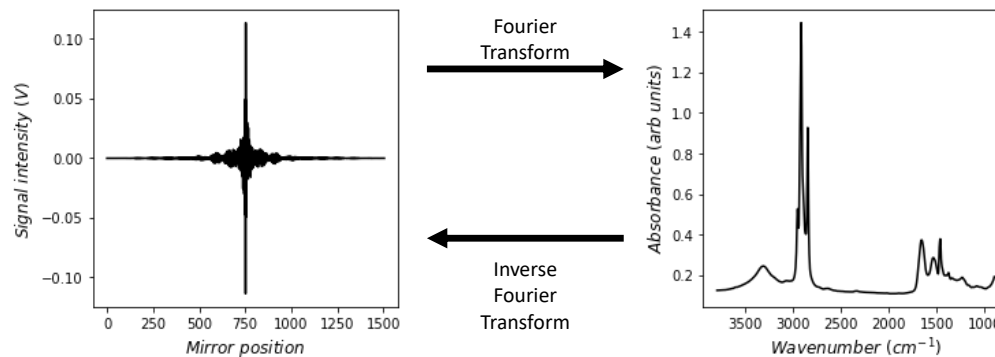 0.10
0.05
0.00
−0.05
−0.10
Signal intensity (V)
0 250 500 750 1000 1250 1500
Mirror position
Fourier
Transform
Inverse
Fourier
Transform
1.4
1.2
1.0
0.8
0.6
0.4
0.2
Absorbance (arb units)
3500 3000 2500 2000 1500 1000
Wavenumber (cm⁻¹)